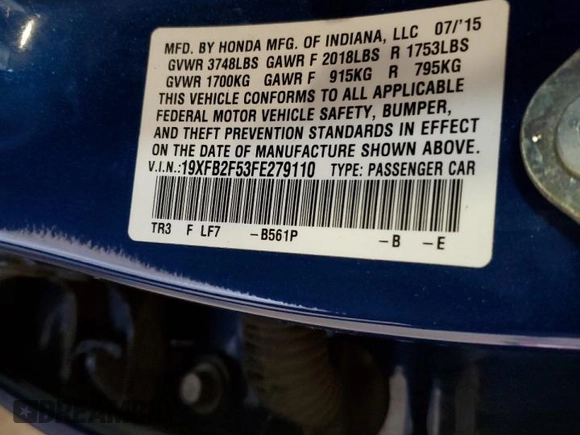 MFD. BY HONDA MFG. OF INDIANA, LLC 07/'15
GVWR 3748LBS GAWR F 2018LBS R 1753LBS
GVWR 1700KG GAWR F 915KG R 795KG
THIS VEHICLE CONFORMS TO ALL APPLICABLE
FEDERAL MOTOR VEHICLE SAFETY, BUMPER,
AND THEFT PREVENTION STANDARDS IN EFFECT
ON THE DATE OF MANUFACTURE SHOWN ABOVE.
V.I.N.:19XFB2F53FE279110 TYPE: PASSENGER CAR
TR3 F LF7 -B561P -B -E